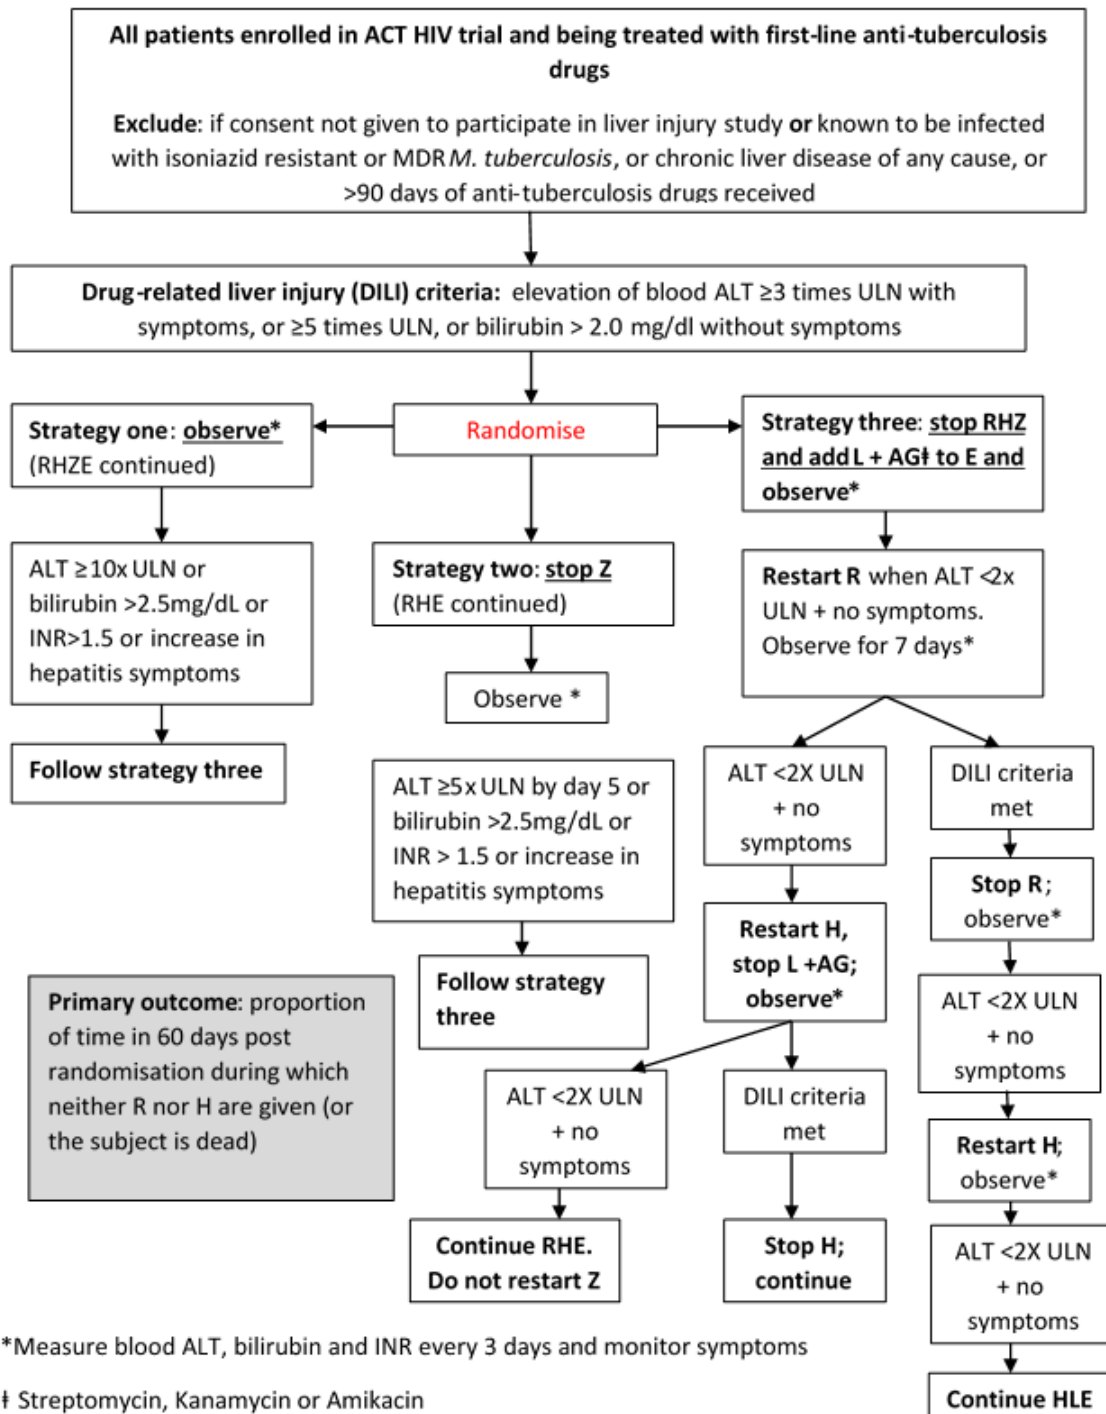 All patients enrolled in ACT HIV trial and being treated with first-line anti-tuberculosis
drugs
Exclude: if consent not given to participate in liver injury study or known to be infected
with isoniazid resistant or MDR M. tuberculosis, or chronic liver disease of any cause, or
>90 days of anti-tuberculosis drugs received
Drug-related liver injury (DILI) criteria: elevation of blood ALT ≥3 times ULN with
symptoms, or ≥5 times ULN, or bilirubin > 2.0 mg/dl without symptoms
Randomise
Strategy one: observe*
(RHZE continued)
ALT ≥10x ULN or
bilirubin >2.5mg/dL or
INR>1.5 or increase in
hepatitis symptoms
Follow strategy three
Strategy two: stop Z
(RHE continued)
Observe *
ALT ≥5x ULN by day 5 or
bilirubin >2.5mg/dL or
INR > 1.5 or increase in
hepatitis symptoms
Follow strategy
three
Strategy three: stop RHZ
and add L + AGǂ to E and
observe*
Restart R when ALT <2x
ULN + no symptoms.
Observe for 7 days*
ALT <2X ULN
+ no
symptoms
Restart H,
stop L +AG;
observe*
ALT <2X ULN
+ no
symptoms
Continue RHE.
Do not restart Z
DILI criteria
met
Stop H;
continue
DILI criteria
met
Stop R;
observe*
ALT <2X ULN
+ no
symptoms
Restart H;
observe*
ALT <2X ULN
+ no
symptoms
Continue HLE
Primary outcome: proportion
of time in 60 days post
randomisation during which
neither R nor H are given (or
the subject is dead)
*Measure blood ALT, bilirubin and INR every 3 days and monitor symptoms
ǂ Streptomycin, Kanamycin or Amikacin